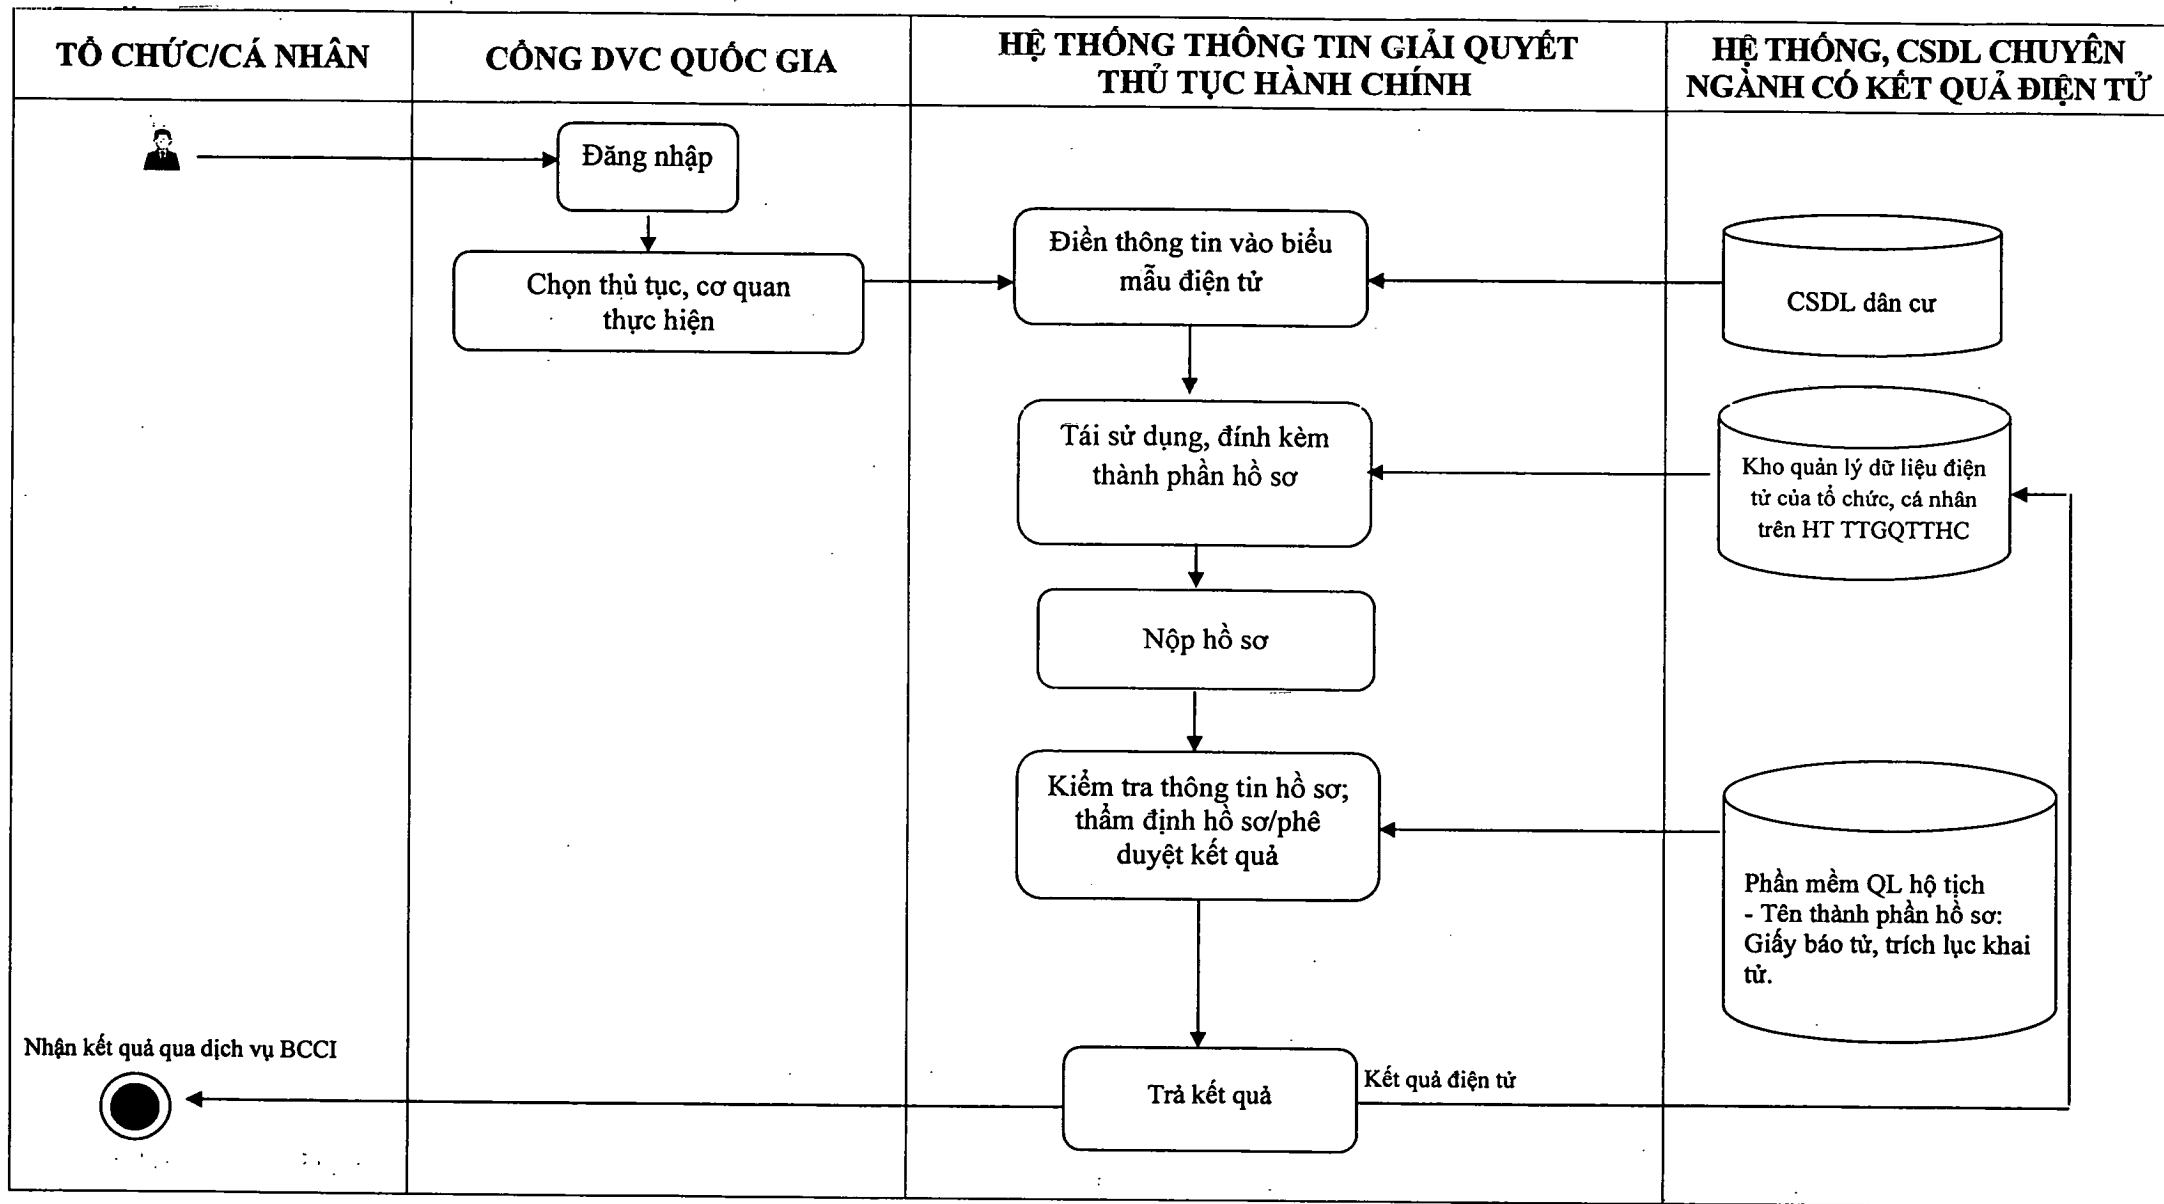 TỔ CHỨC/CÁ NHÂN
CỔNG DVC QUỐC GIA
HỆ THỐNG THÔNG TIN GIẢI QUYẾT
THỦ TỤC HÀNH CHÍNH
HỆ THỐNG, CSDL CHUYÊN
NGÀNH CÓ KẾT QUẢ ĐIỆN TỬ
Đăng nhập
Chọn thủ tục, cơ quan
thực hiện
Điền thông tin vào biểu
mẫu điện tử
CSDL dân cư
Tái sử dụng, đính kèm
thành phần hồ sơ
Kho quản lý dữ liệu điện
tử của tổ chức, cá nhân
trên HT TTGQTTHC
Nộp hồ sơ
Kiểm tra thông tin hồ sơ;
thẩm định hồ sơ/phê
duyệt kết quả
Phần mềm QL hộ tịch
- Tên thành phần hồ sơ:
Giấy báo tử, trích lục khai
tử.
Nhận kết quả qua dịch vụ BCCI
Trả kết quả
Kết quả điện tử